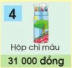 4
Hộp chì màu
31 000 đồng